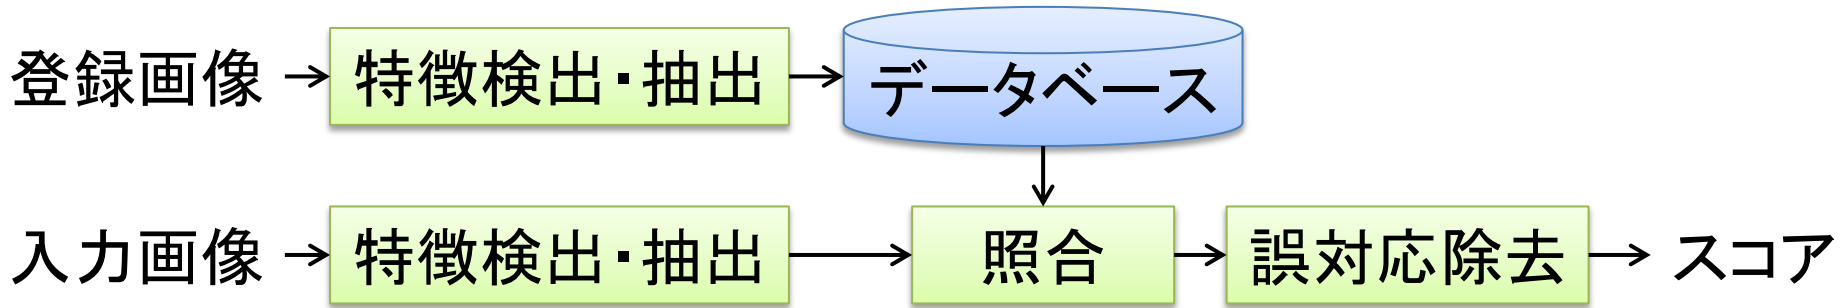 登録画像
特徴検出・抽出
データベース
入力画像
特徴検出・抽出
照合
誤対応除去
スコア